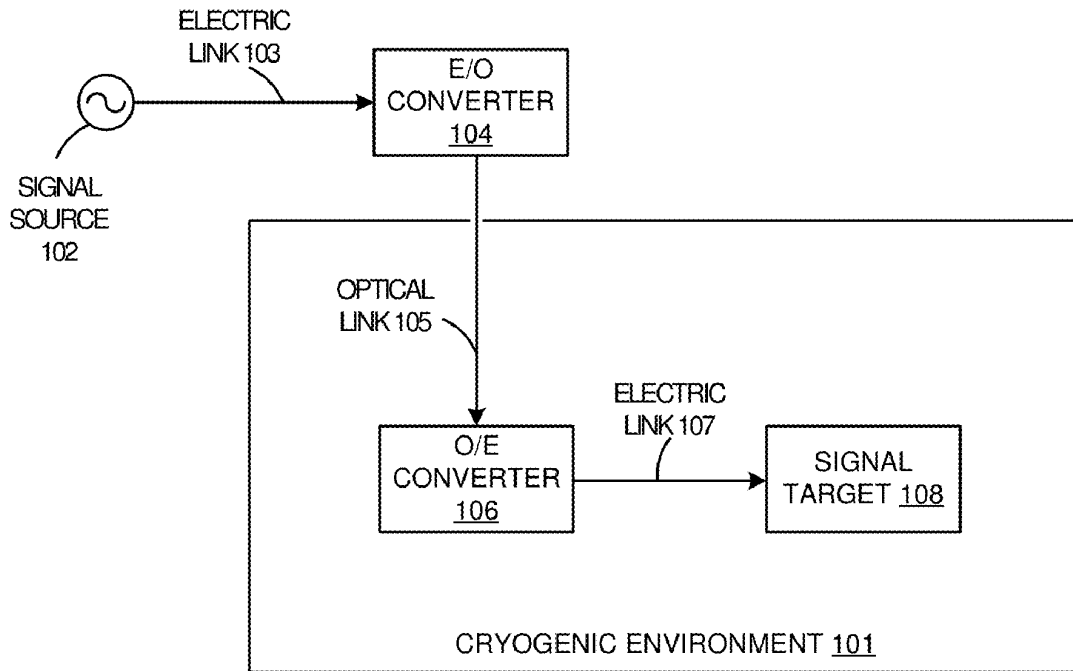 ELECTRIC
LINK 103
E/O
CONVERTER
104
SIGNAL
SOURCE
102
OPTICAL
LINK 105
ELECTRIC
LINK 107
O/E
CONVERTER
106
SIGNAL
TARGET 108
CRYOGENIC ENVIRONMENT 101